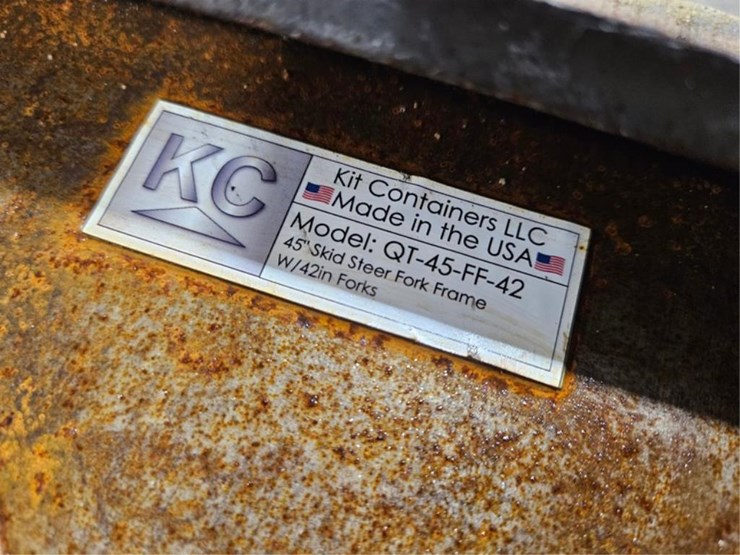 KC
Kit Containers LLC
Made in the USA
Model: QT-45-FF-42
45" Skid Steer Fork Frame
W/42in Forks